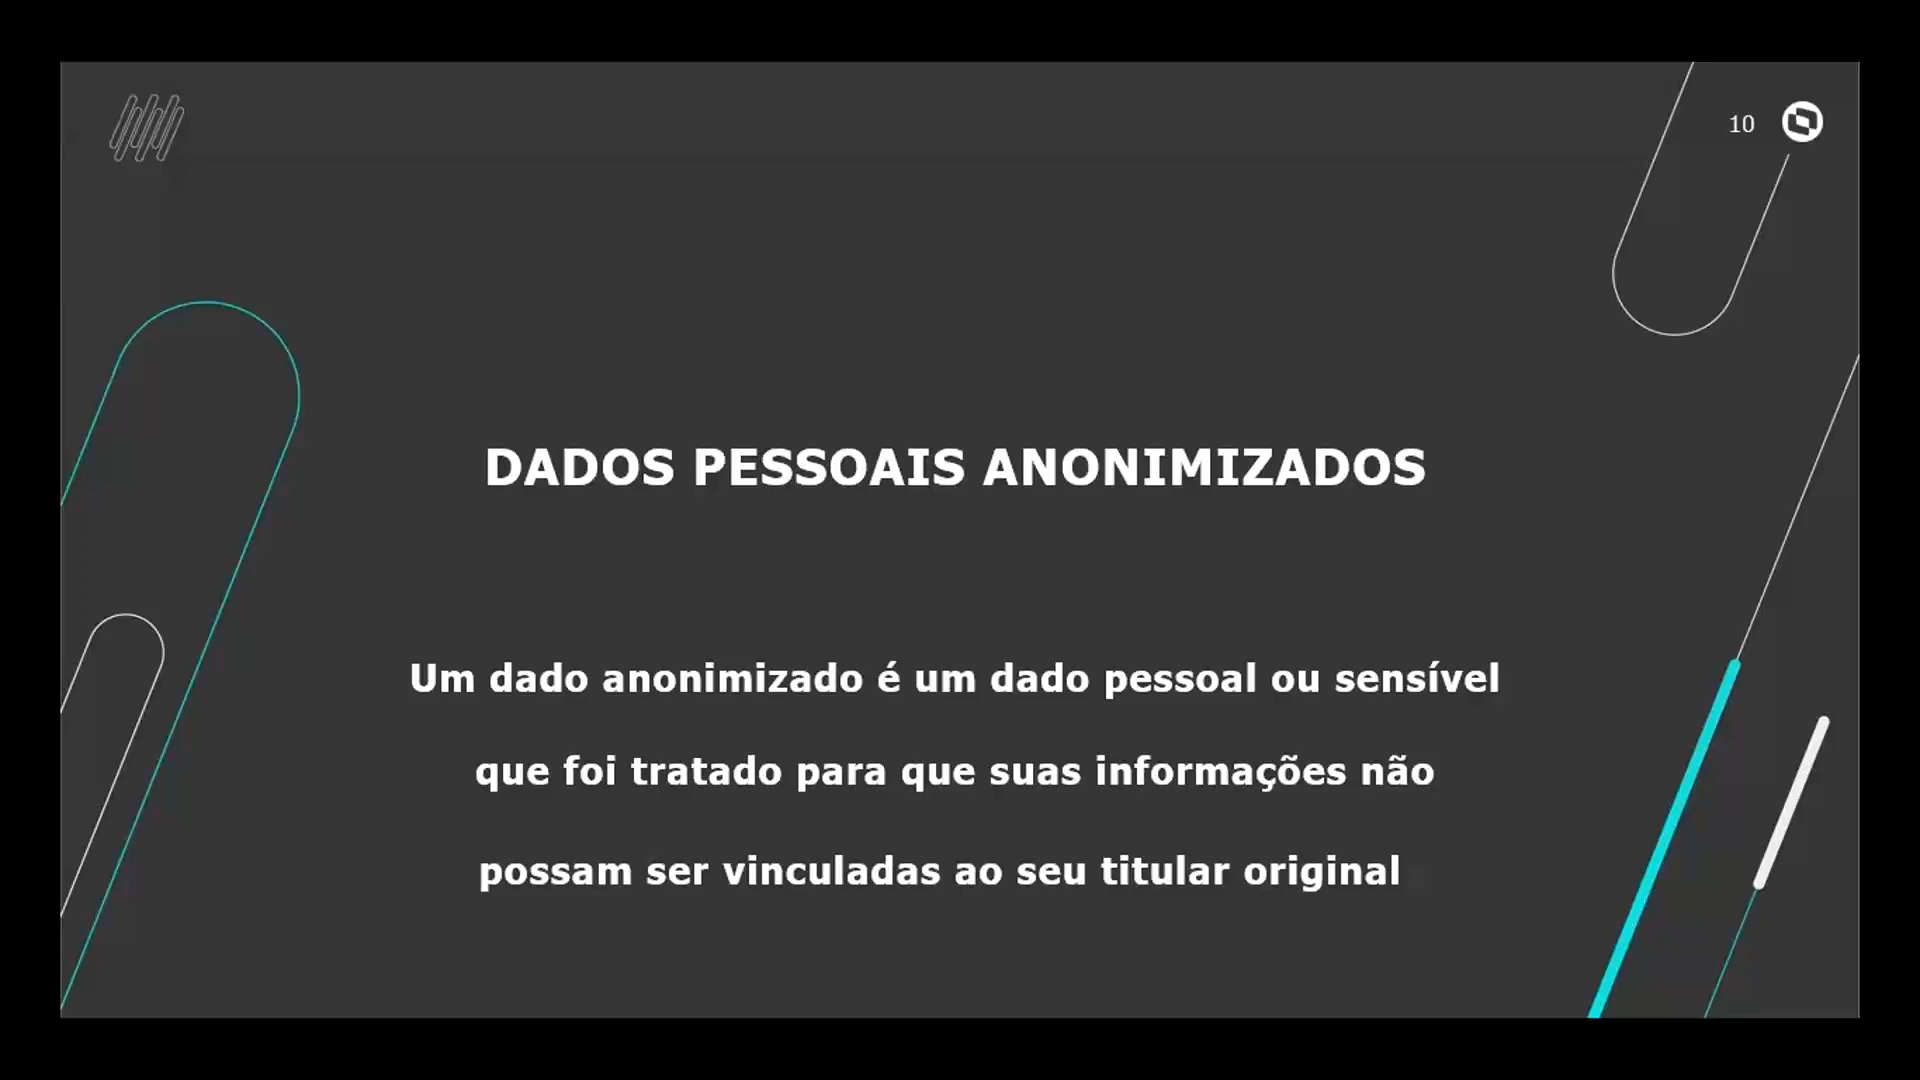 10
DADOS PESSOAIS ANONIMIZADOS
Um dado anonimizado é um dado pessoal ou sensível
que foi tratado para que suas informações não
possam ser vinculadas ao seu titular original